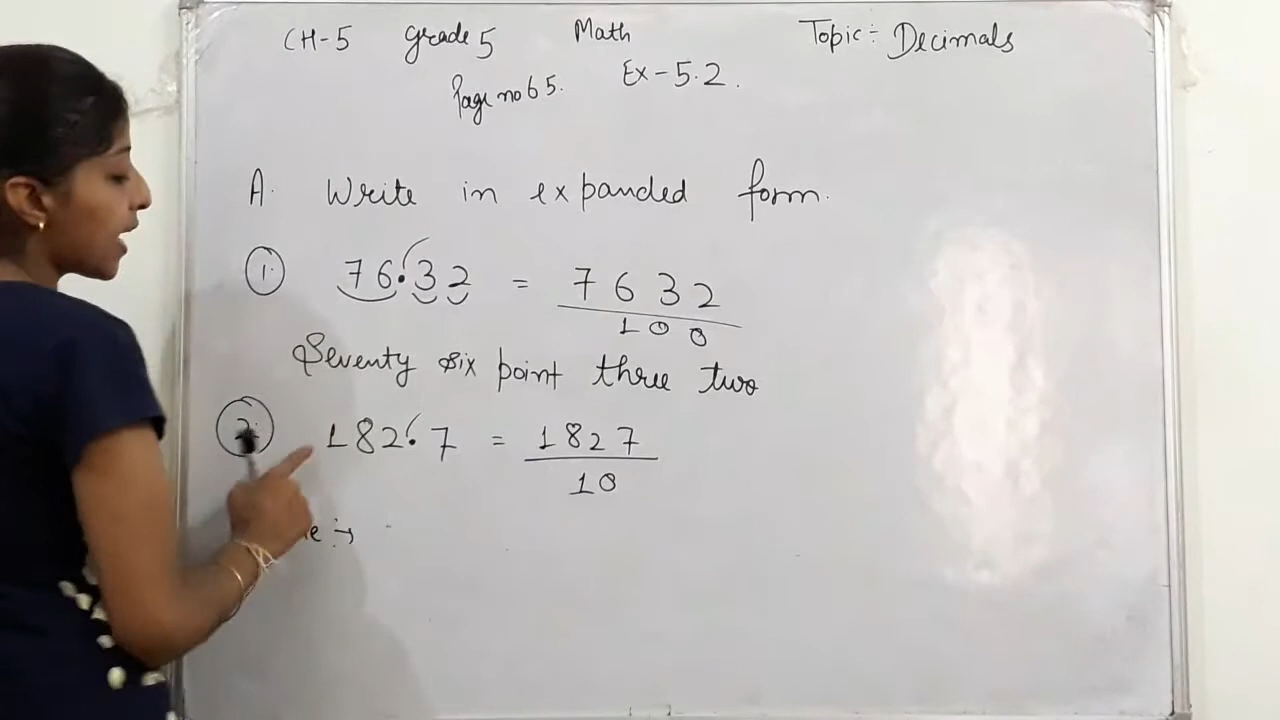 CH-5 Grade 5 Math Topic:- Decimals
Page no 65. Ex-5.2.
A. Write in expanded form.
1. 76.32 = 7632
100
Seventy six point three two
2. 182.7 = 1827
10